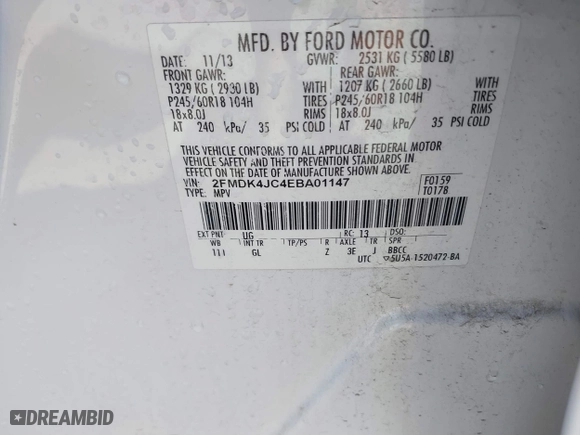 MFD. BY FORD MOTOR CO.
DATE: 11/13 GVWR: 2531 KG ( 5580 LB)
FRONT GAWR: REAR GAWR:
1329 KG ( 2930 LB) WITH 1207 KG ( 2660 LB) WITH
P245/60R18 104H TIRES P245/60R18 104H TIRES
18x8.0J RIMS 18x8.0J RIMS
AT 240 kPa/ 35 PSI COLD AT 240 kPa/ 35 PSI COLD
THIS VEHICLE CONFORMS TO ALL APPLICABLE FEDERAL MOTOR
VEHICLE SAFETY AND THEFT PREVENTION STANDARDS IN
EFFECT ON THE DATE OF MANUFACTURE SHOWN ABOVE.
VIN: 2FMDK4JC4EBA01147 F0159
TYPE: MPV T0178
EXT PNT: UG RC: 13 DSO:
WB INT TR TP/PS R AXLE TR SPR
111 GL Z 3E J BBCC
UTC 5U5A-1520472-BA
DREAMBID